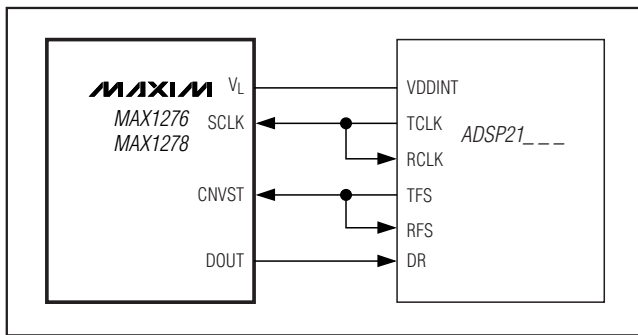 MAXIM
MAX1276
MAX1278
VL
SCLK
CNVST
DOUT
VDDINT
TCLK
RCLK
TFS
RFS
DR
ADSP21_ _ _